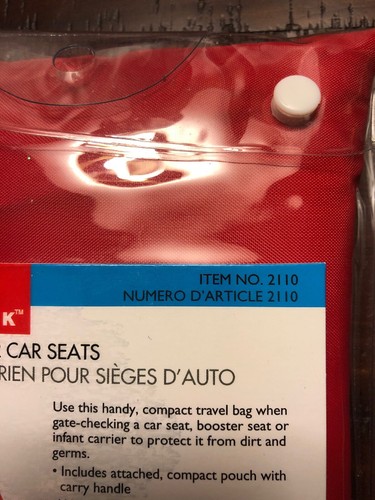 ITEM NO. 2110
NUMERO D'ARTICLE 2110
K™
CAR SEATS
RIEN POUR SIÈGES D'AUTO
Use this handy, compact travel bag when
gate-checking a car seat, booster seat or
infant carrier to protect it from dirt and
germs.
• Includes attached, compact pouch with
carry handle